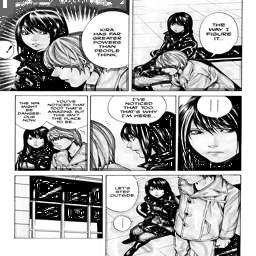 THE
WAY I
FIGURE
IT...
KIRA
HAS FAR
GREATER
POWERS
THAN
PEOPLE
THINK.
!
!!
I'VE
NOTICED
THAT TOO.
THAT'S
WHY I'M
HERE.
YOU'VE
NOTICED
THAT TOO?
THAT'S
AMAZING. BUT
THIS ISN'T
THE PLACE
TO BE...
THE NPA
MIGHT BE
DANGER-
OUS
NOW
LET'S
STEP
OUTSIDE.
!